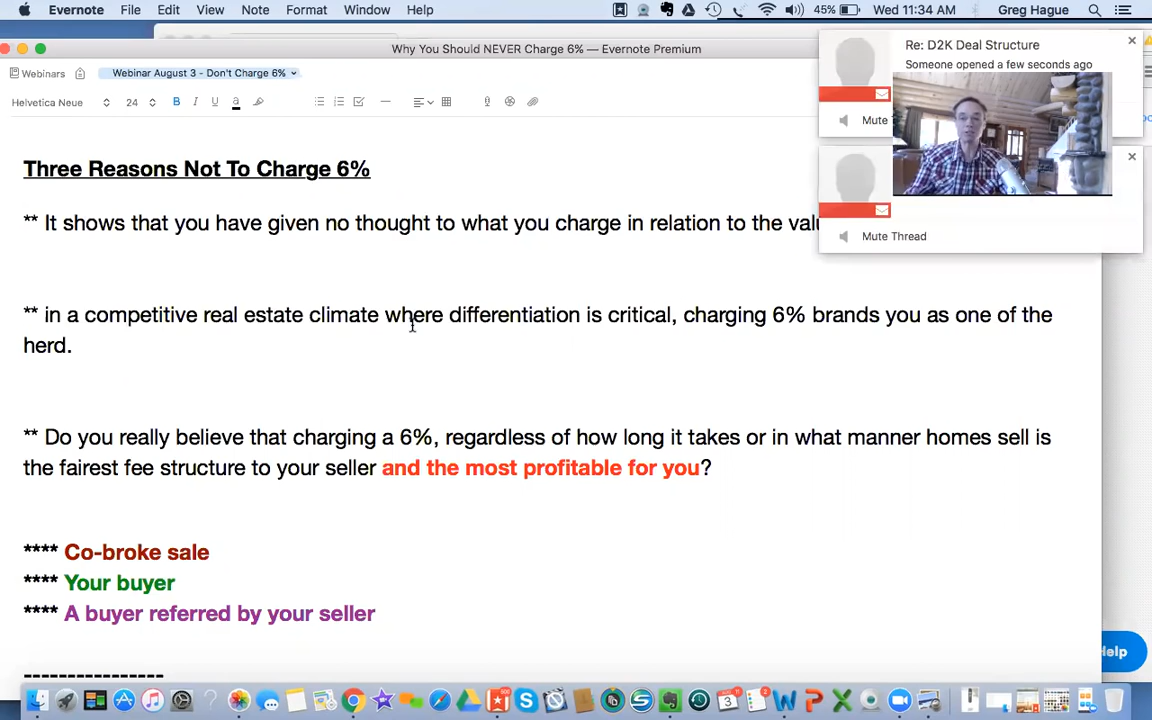 Evernote File Edit View Note Format Window Help 45% Wed 11:34 AM Greg Hague
Why You Should NEVER Charge 6% — Evernote Premium
Webinars Webinar August 3 - Don't Charge 6%
Helvetica Neue 24 B I U a
Re: D2K Deal Structure
Someone opened a few seconds ago
Mute
Mute Thread
Three Reasons Not To Charge 6%
** It shows that you have given no thought to what you charge in relation to the
** in a competitive real estate climate where differentiation is critical, charging 6% brands you as one of the
herd.
** Do you really believe that charging a 6%, regardless of how long it takes or in what manner homes sell is
the fairest fee structure to your seller and the most profitable for you?
**** Co-broke sale
**** Your buyer
**** A buyer referred by your seller
---------------